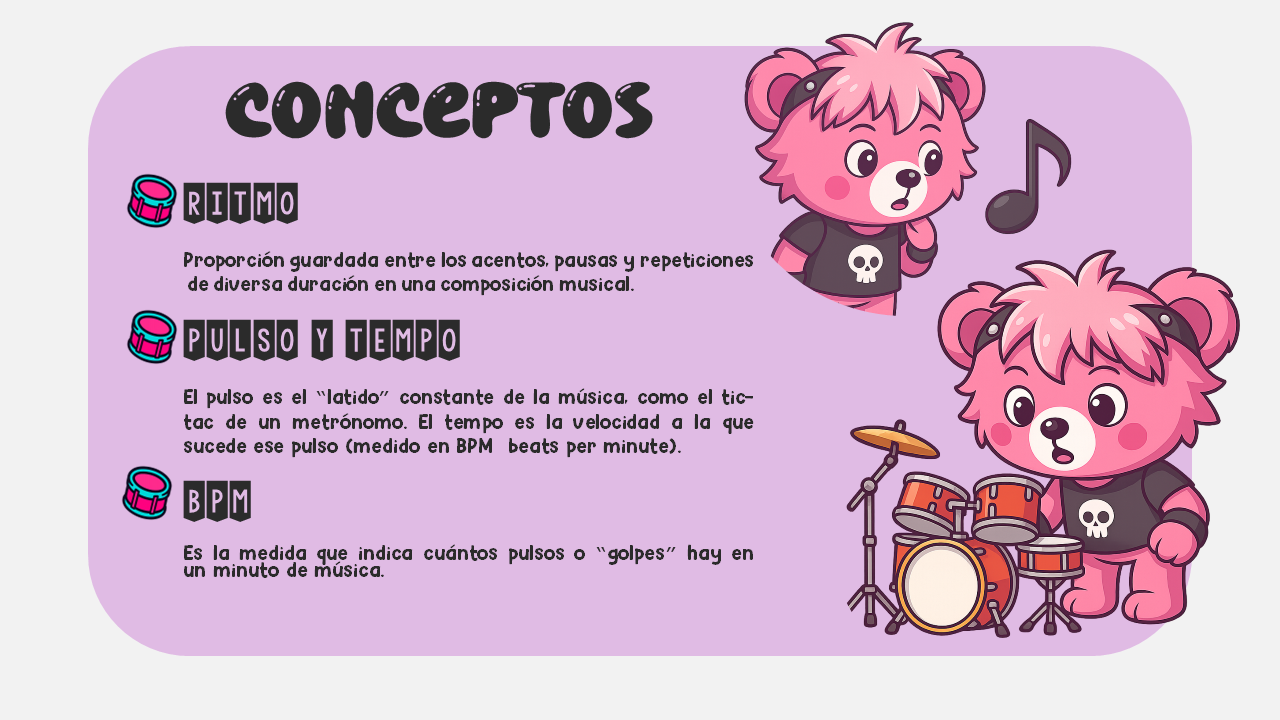 CONCEPTOS
RITMO
Proporción guardada entre los acentos, pausas y repeticiones
de diversa duración en una composición musical.
PULSO Y TEMPO
El pulso es el “latido” constante de la música, como el tic-
tac de un metrónomo. El tempo es la velocidad a la que
sucede ese pulso (medido en BPM beats per minute).
BPM
Es la medida que indica cuántos pulsos o “golpes” hay en
un minuto de música.